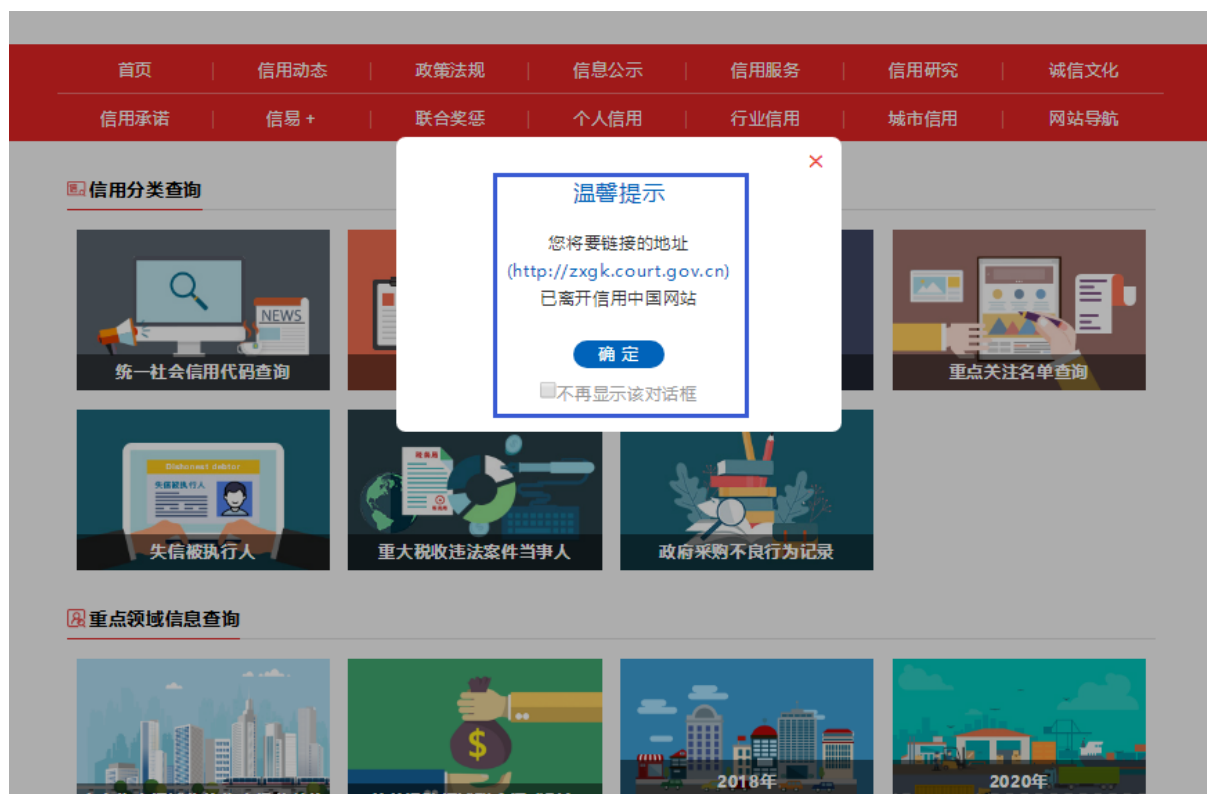 首页
信用动态
政策法规
信息公示
信用服务
信用研究
诚信文化
信用承诺
信易 +
联合奖惩
个人信用
行业信用
城市信用
网站导航
信用分类查询
温馨提示
您将要链接的地址
(http://zxgk.court.gov.cn)
已离开信用中国网站
确 定
不再显示该对话框
NEWS
统一社会信用代码查询
重点关注名单查询
Dishonest debtor
失信被执行人
失信被执行人
重大税收违法案件当事人
政府采购不良行为记录
重点领域信息查询
2018年
2020年